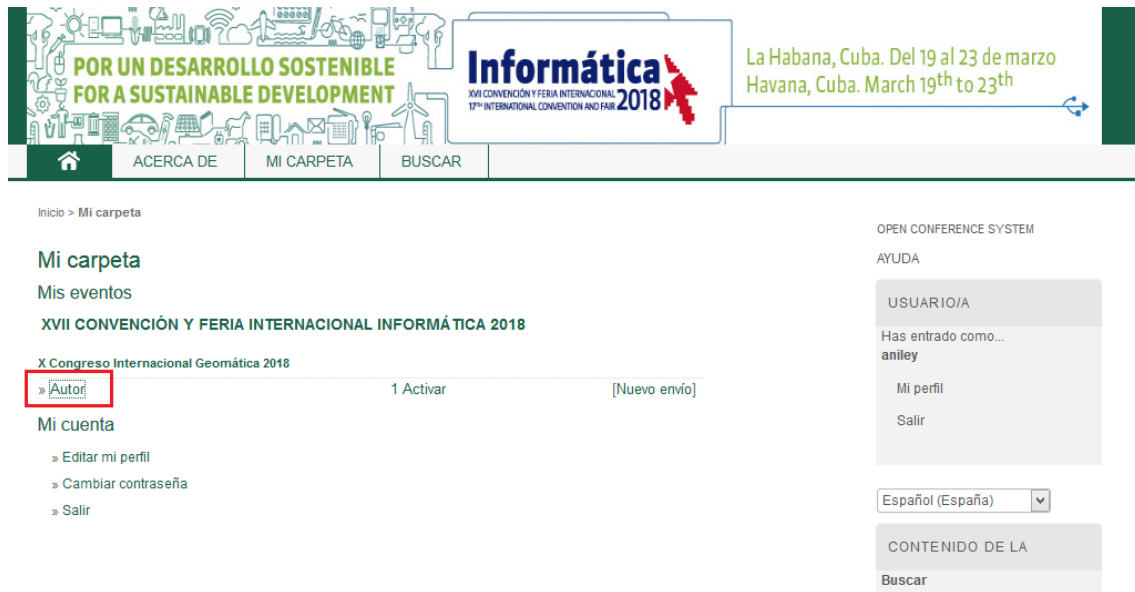 POR UN DESARROLLO SOSTENIBLE
FOR A SUSTAINABLE DEVELOPMENT
Informática
XVII CONVENCIÓN Y FERIA INTERNACIONAL
17TH INTERNATIONAL CONVENTION AND FAIR 2018
La Habana, Cuba. Del 19 al 23 de marzo
Havana, Cuba. March 19th to 23th
ACERCA DE MI CARPETA BUSCAR
Inicio > Mi carpeta
Mi carpeta
Mis eventos
XVII CONVENCIÓN Y FERIA INTERNACIONAL INFORMÁTICA 2018
X Congreso Internacional Geomática 2018
» Autor 1 Activar [Nuevo envío]
Mi cuenta
» Editar mi perfil
» Cambiar contraseña
» Salir
OPEN CONFERENCE SYSTEM
AYUDA
USUARIO/A
Has entrado como...
aniley
Mi perfil
Salir
Español (España)
CONTENIDO DE LA
Buscar